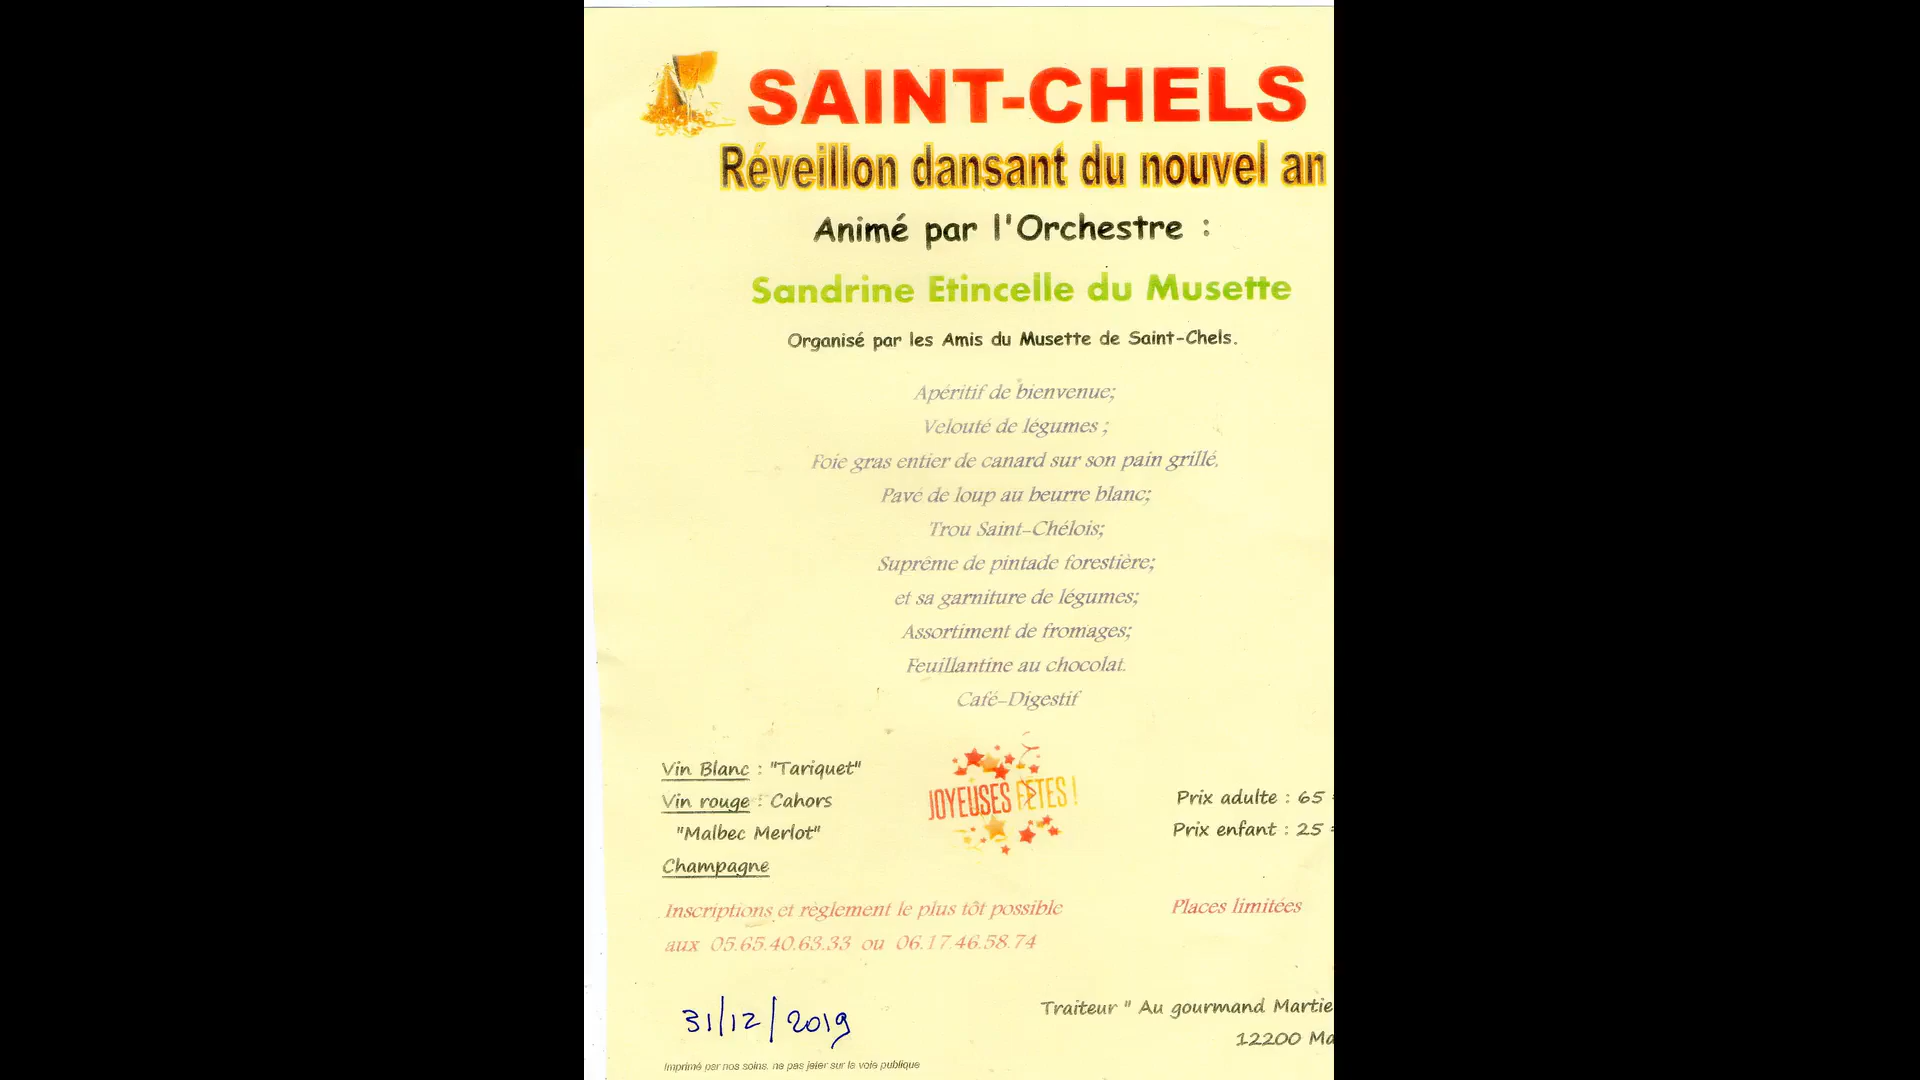 SAINT-CHELS
Réveillon dansant du nouvel an
Animé par l'Orchestre :
Sandrine Etincelle du Musette
Organisé par les Amis du Musette de Saint-Chels.
Apéritif de bienvenue;
Velouté de légumes ;
Foie gras entier de canard sur son pain grillé,
Pavé de loup au beurre blanc;
Trou Saint-Chélois;
Suprême de pintade forestière;
et sa garniture de légumes;
Assortiment de fromages;
Feuillantine au chocolat.
Café-Digestif
Vin Blanc : "Tariquet"
Vin rouge : Cahors
"Malbec Merlot"
Champagne
JOYEUSES FÊTES !
Prix adulte : 65
Prix enfant : 25
Inscriptions et règlement le plus tôt possible
aux 05.65.40.63.33 ou 06.17.46.58.74
Places limitées
31/12/2019
Traiteur " Au gourmand Martie
12200 Ma
Imprimé par nos soins, ne pas jeter sur la voie publique